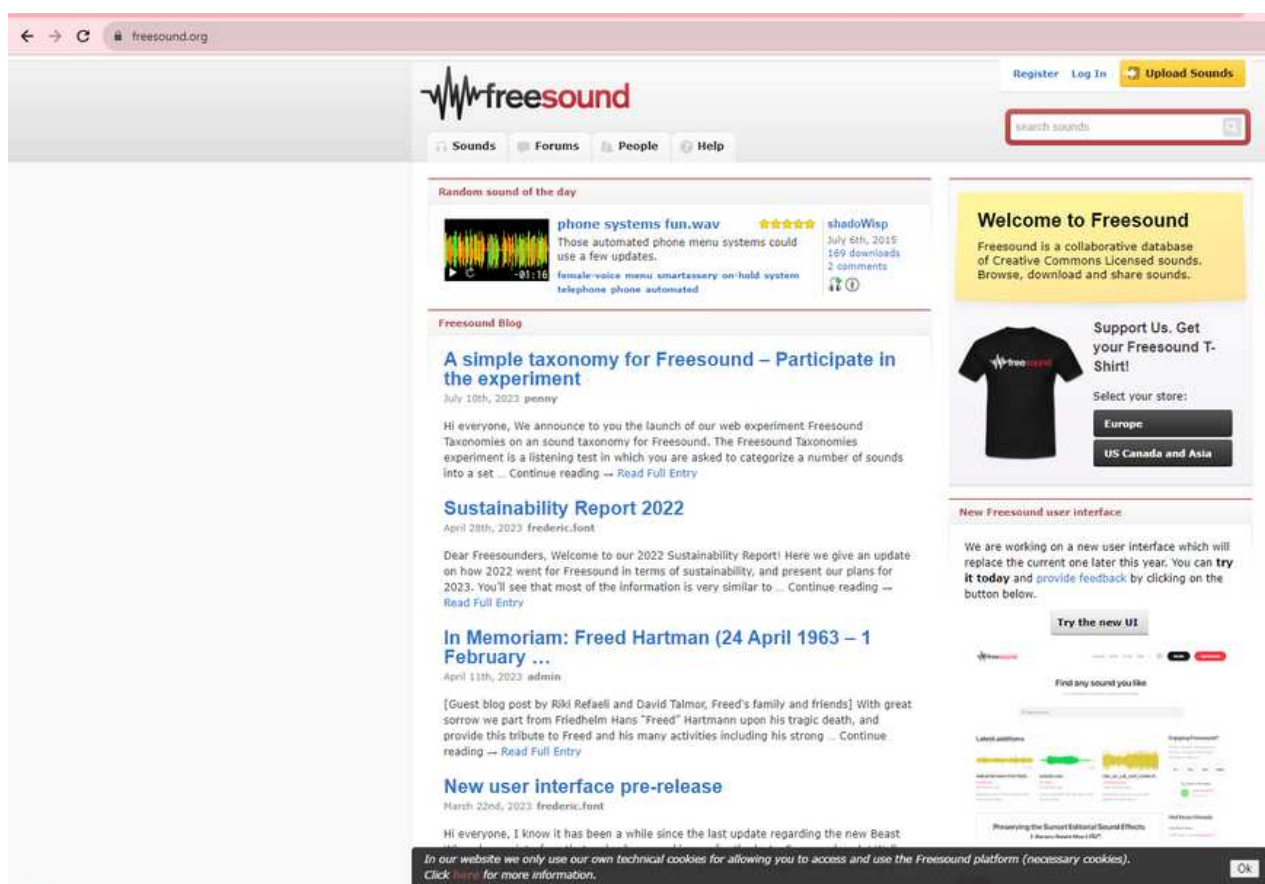 freesound.org
freesound
Register Log In Upload Sounds
search sounds
Sounds Forums People Help
Random sound of the day
phone systems fun.wav
Those automated phone menu systems could
use a few updates.
female-voice menu smartassery on-hold system
telephone phone automated
-01:16
shadoWisp
July 6th, 2015
169 downloads
2 comments
Freesound Blog
A simple taxonomy for Freesound – Participate in
the experiment
July 10th, 2023 penny
Hi everyone, We announce to you the launch of our web experiment Freesound
Taxonomies on an sound taxonomy for Freesound. The Freesound Taxonomies
experiment is a listening test in which you are asked to categorize a number of sounds
into a set ... Continue reading → Read Full Entry
Sustainability Report 2022
April 28th, 2023 frederic.font
Dear Freesounders, Welcome to our 2022 Sustainability Report! Here we give an update
on how 2022 went for Freesound in terms of sustainability, and present our plans for
2023. You'll see that most of the information is very similar to ... Continue reading →
Read Full Entry
In Memoriam: Freed Hartman (24 April 1963 – 1
February …
April 11th, 2023 admin
[Guest blog post by Riki Refaeli and David Talmor, Freed's family and friends] With great
sorrow we part from Friedhelm Hans "Freed" Hartmann upon his tragic death, and
provide this tribute to Freed and his many activities including his strong ... Continue
reading → Read Full Entry
New user interface pre-release
March 22nd, 2023 frederic.font
Hi everyone, I know it has been a while since the last update regarding the new Beast
Welcome to Freesound
Freesound is a collaborative database
of Creative Commons Licensed sounds.
Browse, download and share sounds.
freesound
Support Us. Get
your Freesound T-
Shirt!
Select your store:
Europe
US Canada and Asia
New Freesound user interface
We are working on a new user interface which will
replace the current one later this year. You can try
it today and provide feedback by clicking on the
button below.
Try the new UI
freesound
Find any sound you like
Latest additions
Enjoying Freesound?
Preserving the Sunset Editorial Sound Effects
In our website we only use our own technical cookies for allowing you to access and use the Freesound platform (necessary cookies).
Click here for more information.
Ok